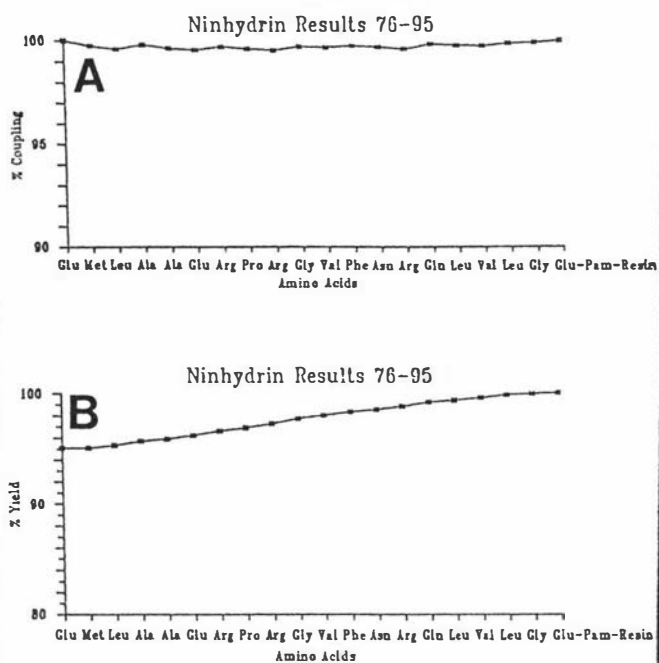 Ninhydrin Results 76-95
A
100
95
90
% Coupling
Glu Met Leu Ala Ala Glu Arg Pro Arg Gly Val Phe Asn Arg Gln Leu Val Leu Gly Glu-Pam-Resin
Amino Acids
Ninhydrin Results 76-95
B
100
90
80
% Yield
Glu Met Leu Ala Ala Glu Arg Pro Arg Gly Val Phe Asn Arg Gln Leu Val Leu Gly Glu-Pam-Resin
Amino Acids